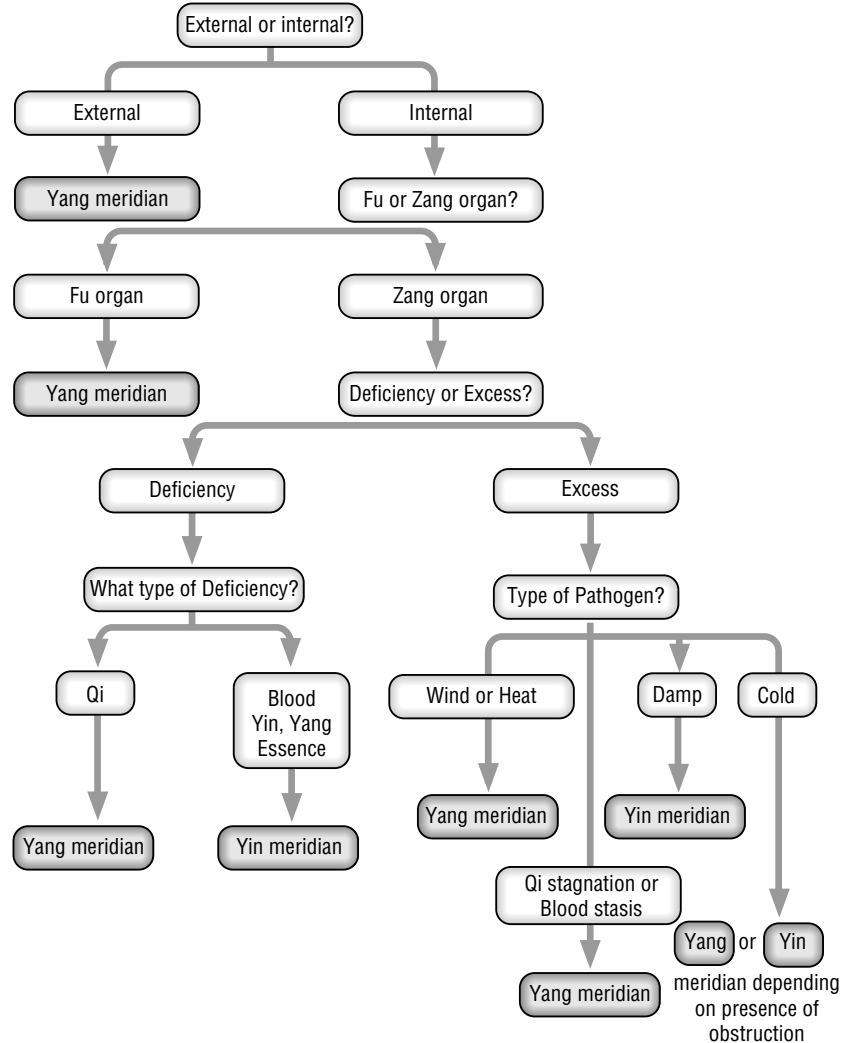 External or internal?
External
Internal
Yang meridian
Fu or Zang organ?
Fu organ
Zang organ
Yang meridian
Deficiency or Excess?
Deficiency
Excess
What type of Deficiency?
Type of Pathogen?
Qi
Blood
Yin, Yang
Essence
Wind or Heat
Damp
Cold
Yang meridian
Yin meridian
Yang meridian
Yin meridian
Qi stagnation or
Blood stasis
Yang meridian
Yang or Yin
meridian depending
on presence of
obstruction